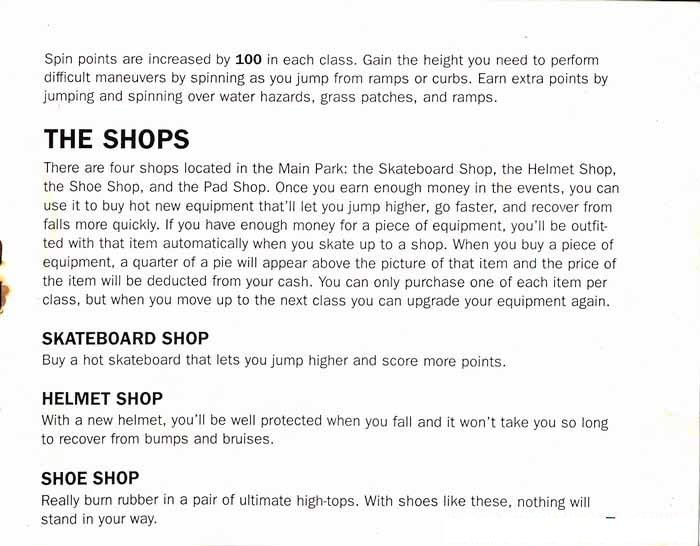 Spin points are increased by 100 in each class. Gain the height you need to perform
difficult maneuvers by spinning as you jump from ramps or curbs. Earn extra points by
jumping and spinning over water hazards, grass patches, and ramps.
THE SHOPS
There are four shops located in the Main Park: the Skateboard Shop, the Helmet Shop,
the Shoe Shop, and the Pad Shop. Once you earn enough money in the events, you can
use it to buy hot new equipment that'll let you jump higher, go faster, and recover from
falls more quickly. If you have enough money for a piece of equipment, you'll be outfit-
ted with that item automatically when you skate up to a shop. When you buy a piece of
equipment, a quarter of a pie will appear above the picture of that item and the price of
the item will be deducted from your cash. You can only purchase one of each item per
class, but when you move up to the next class you can upgrade your equipment again.
SKATEBOARD SHOP
Buy a hot skateboard that lets you jump higher and score more points.
HELMET SHOP
With a new helmet, you'll be well protected when you fall and it won't take you so long
to recover from bumps and bruises.
SHOE SHOP
Really burn rubber in a pair of ultimate high-tops. With shoes like these, nothing will
stand in your way.